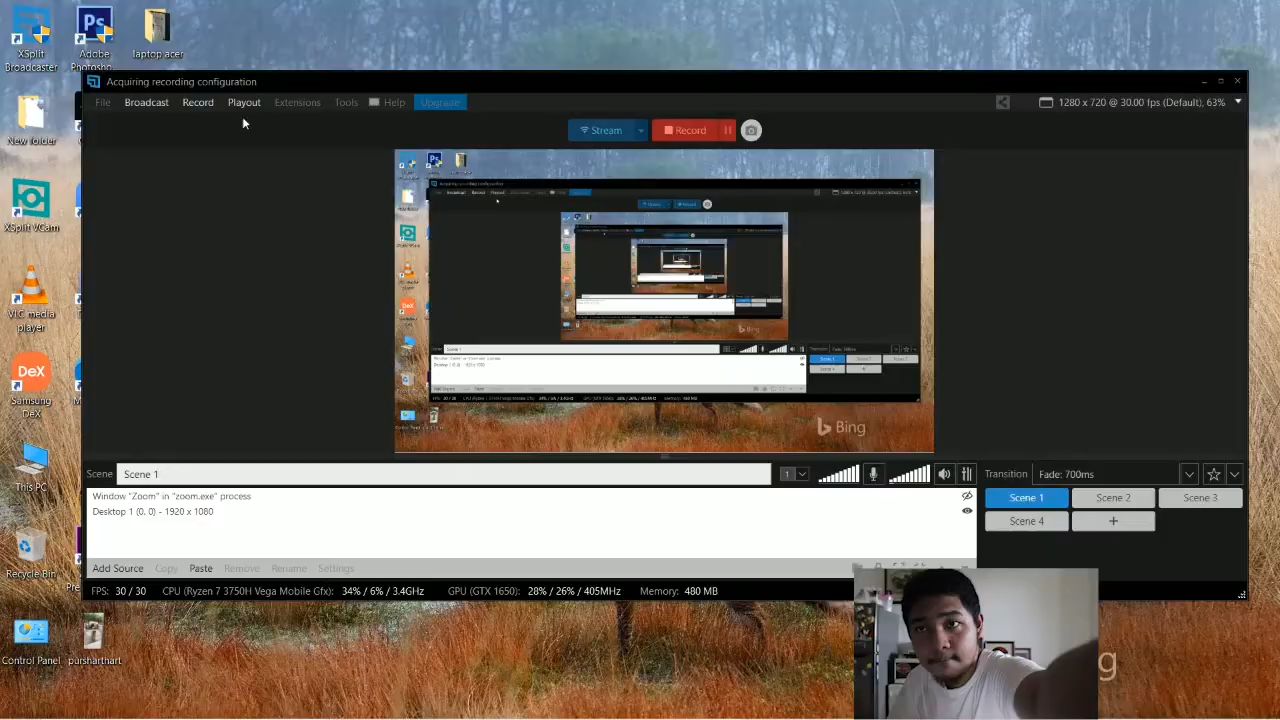 XSplit
Broadcaster
Adobe
Photosho...
laptop acer
Acquiring recording configuration
File Broadcast Record Playout Extensions Tools Help Upgrade
1280 x 720 @ 30.00 fps (Default), 63%
New folder
Stream Record
XSplit VCam
VLC media
player
DeX
Samsung
DeX
Bing
This PC
Scene Scene 1 1 Transition Fade: 700ms
Window "Zoom" in "zoom.exe" process
Desktop 1 (0, 0) - 1920 x 1080
Scene 1 Scene 2 Scene 3
Scene 4 +
Recycle Bin
Add Source Copy Paste Remove Rename Settings
FPS: 30 / 30 CPU (Ryzen 7 3750H Vega Mobile Gfx): 34% / 6% / 3.4GHz GPU (GTX 1650): 28% / 26% / 405MHz Memory: 480 MB
Control Panel
parsharthart